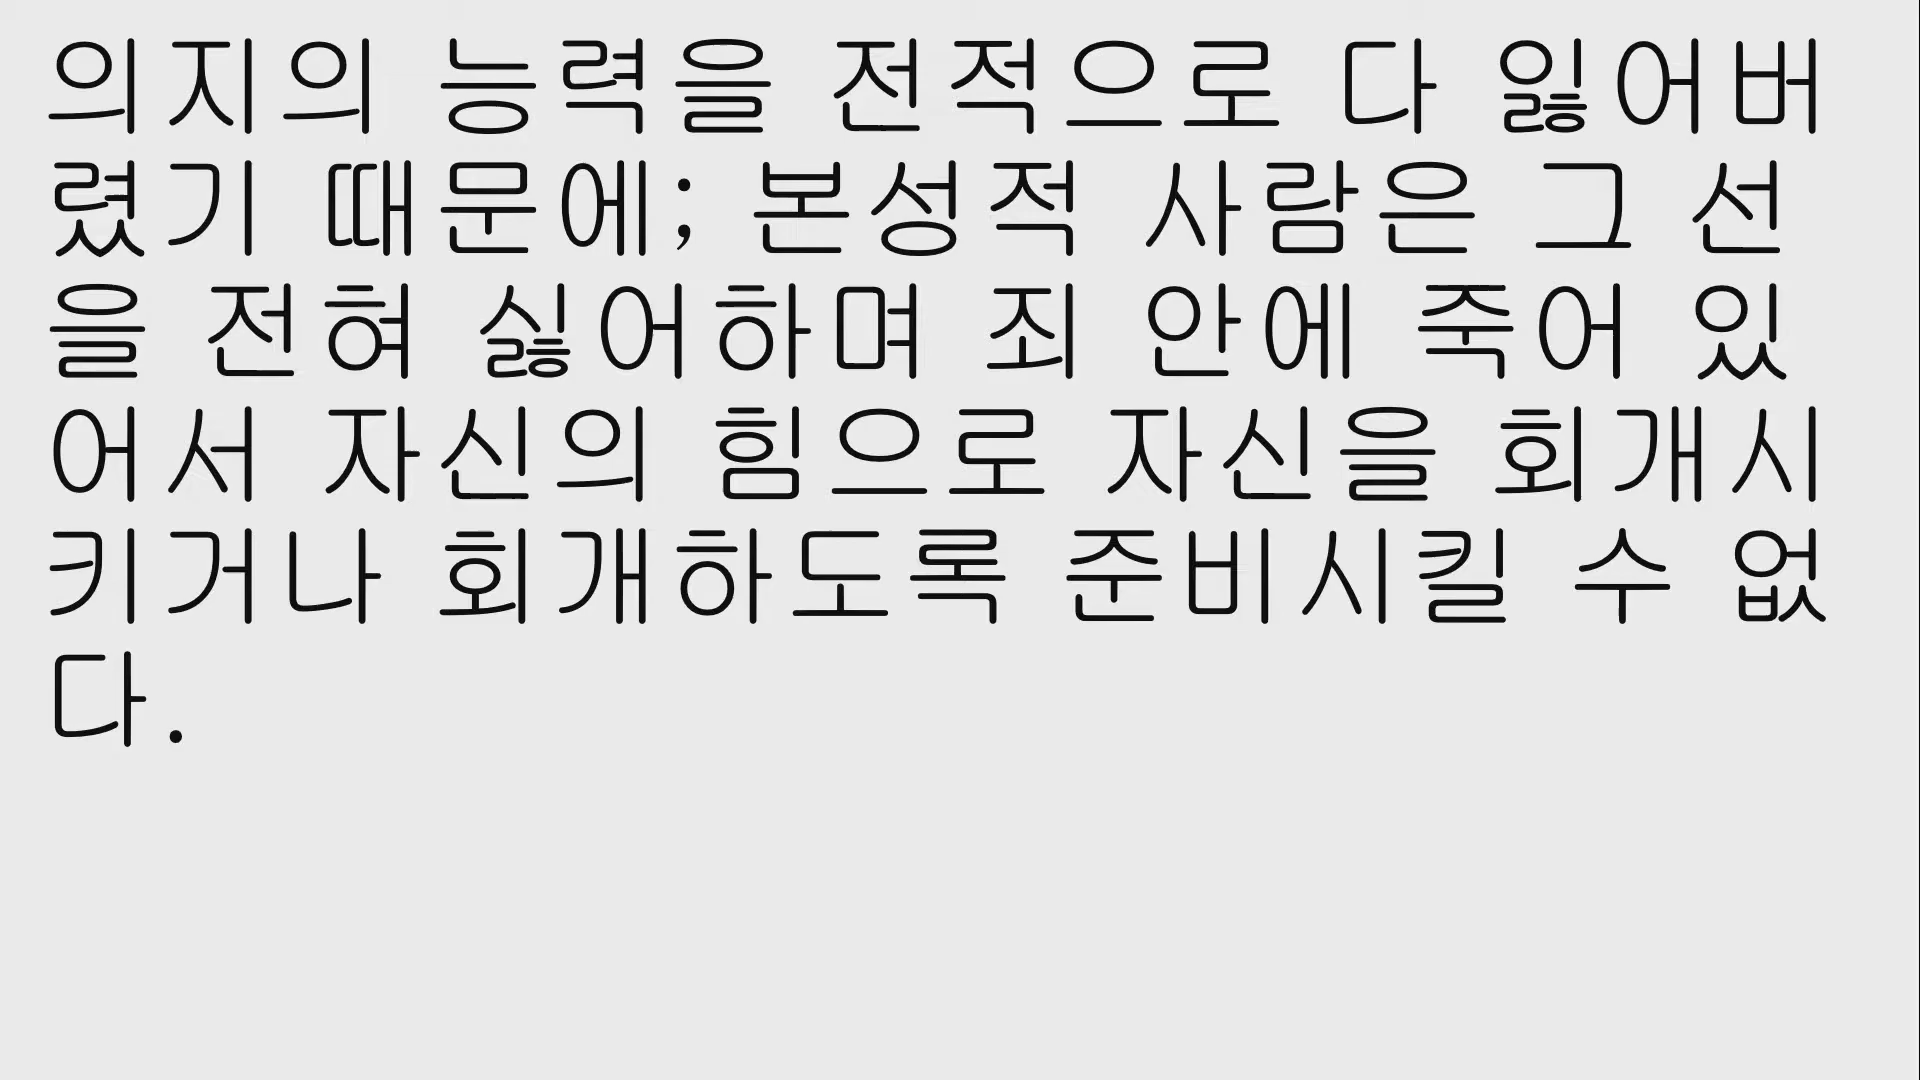 의지의 능력을 전적으로 다 잃어버
렸기 때문에; 본성적 사람은 그 선
을 전혀 싫어하며 죄 안에 죽어 있
어서 자신의 힘으로 자신을 회개시
키거나 회개하도록 준비시킬 수 없
다.